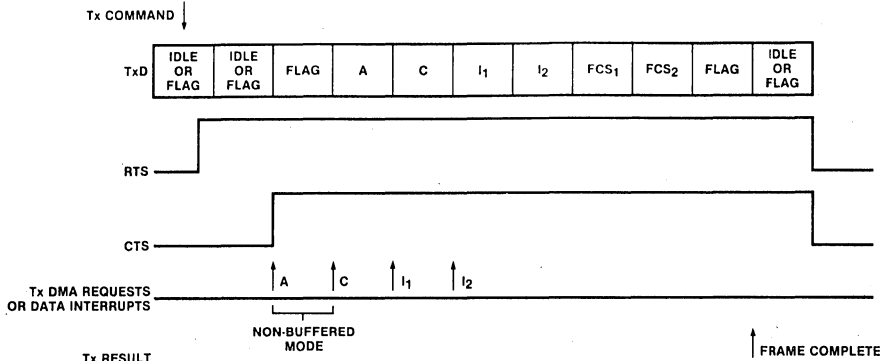 Tx COMMAND
TxD
IDLE OR FLAG
IDLE OR FLAG
FLAG
A
C
I1
I2
FCS1
FCS2
FLAG
IDLE OR FLAG
RTS
CTS
A
C
I1
I2
Tx DMA REQUESTS
OR DATA INTERRUPTS
NON-BUFFERED
MODE
Tx RESULT
FRAME COMPLETE